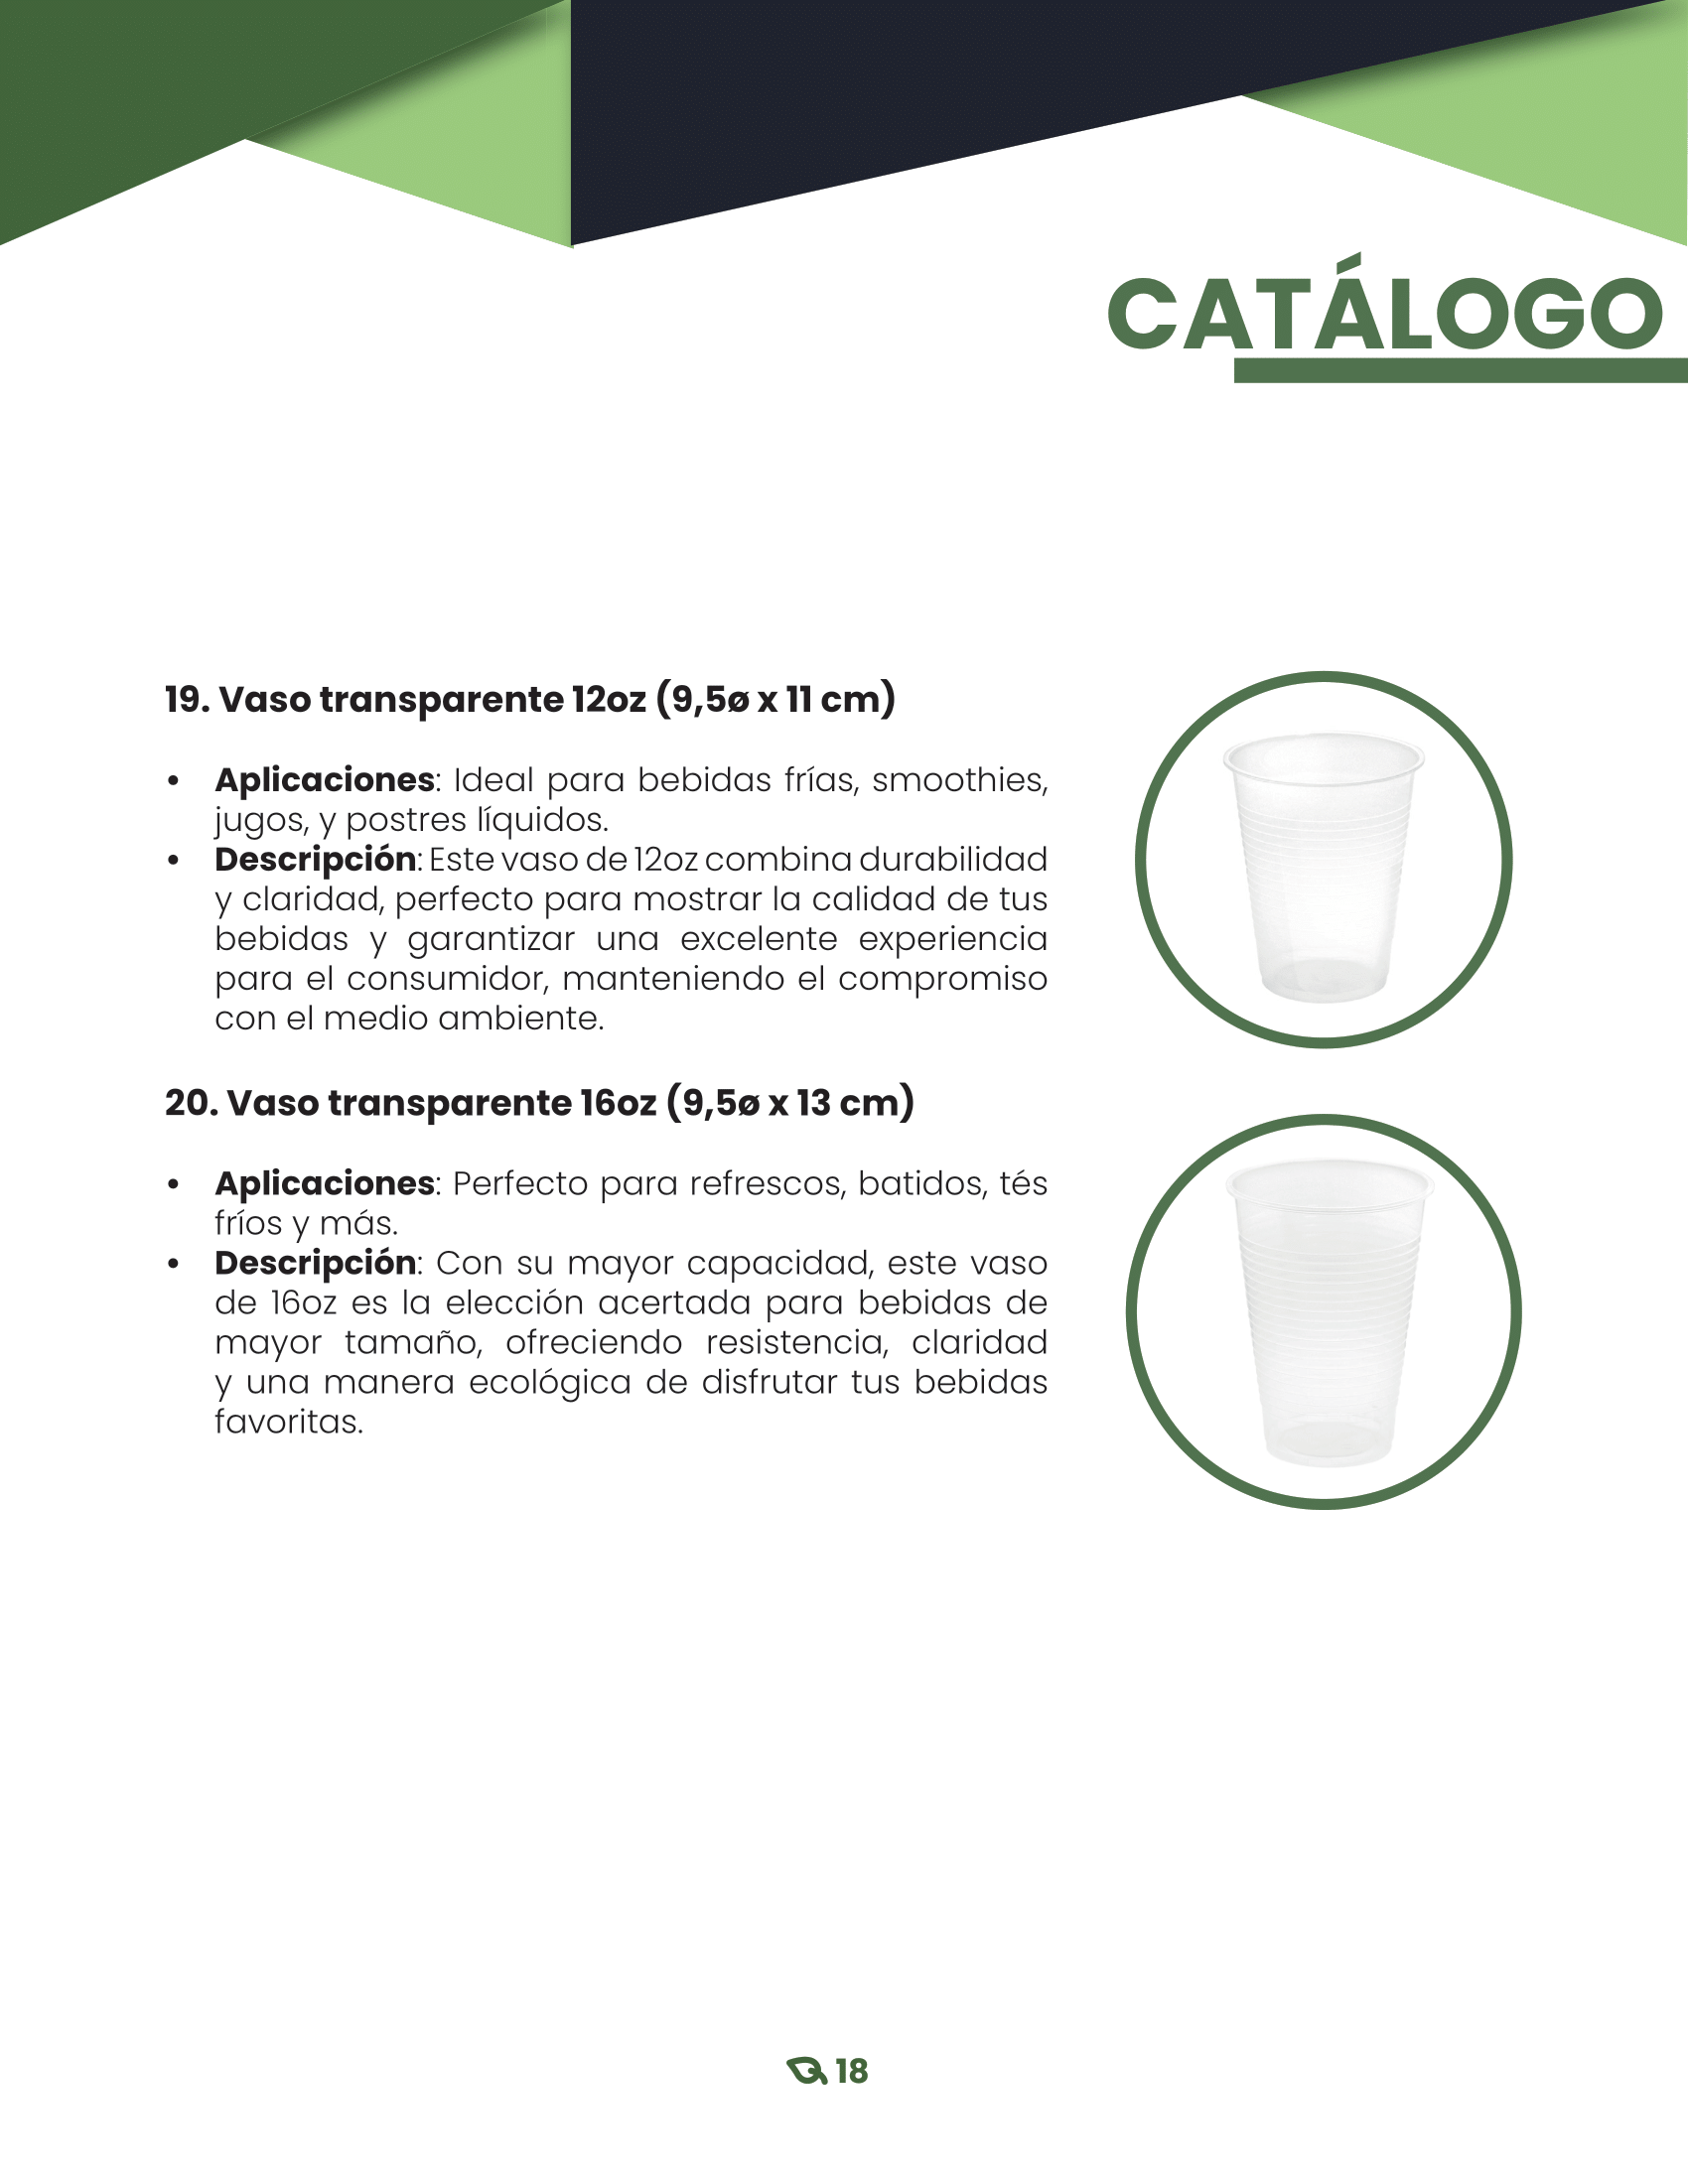 CATÁLOGO
19. Vaso transparente 12oz (9,5ø x 11 cm)
• Aplicaciones: Ideal para bebidas frías, smoothies,
jugos, y postres líquidos.
• Descripción: Este vaso de 12oz combina durabilidad
y claridad, perfecto para mostrar la calidad de tus
bebidas y garantizar una excelente experiencia
para el consumidor, manteniendo el compromiso
con el medio ambiente.
20. Vaso transparente 16oz (9,5ø x 13 cm)
• Aplicaciones: Perfecto para refrescos, batidos, tés
fríos y más.
• Descripción: Con su mayor capacidad, este vaso
de 16oz es la elección acertada para bebidas de
mayor tamaño, ofreciendo resistencia, claridad
y una manera ecológica de disfrutar tus bebidas
favoritas.
18